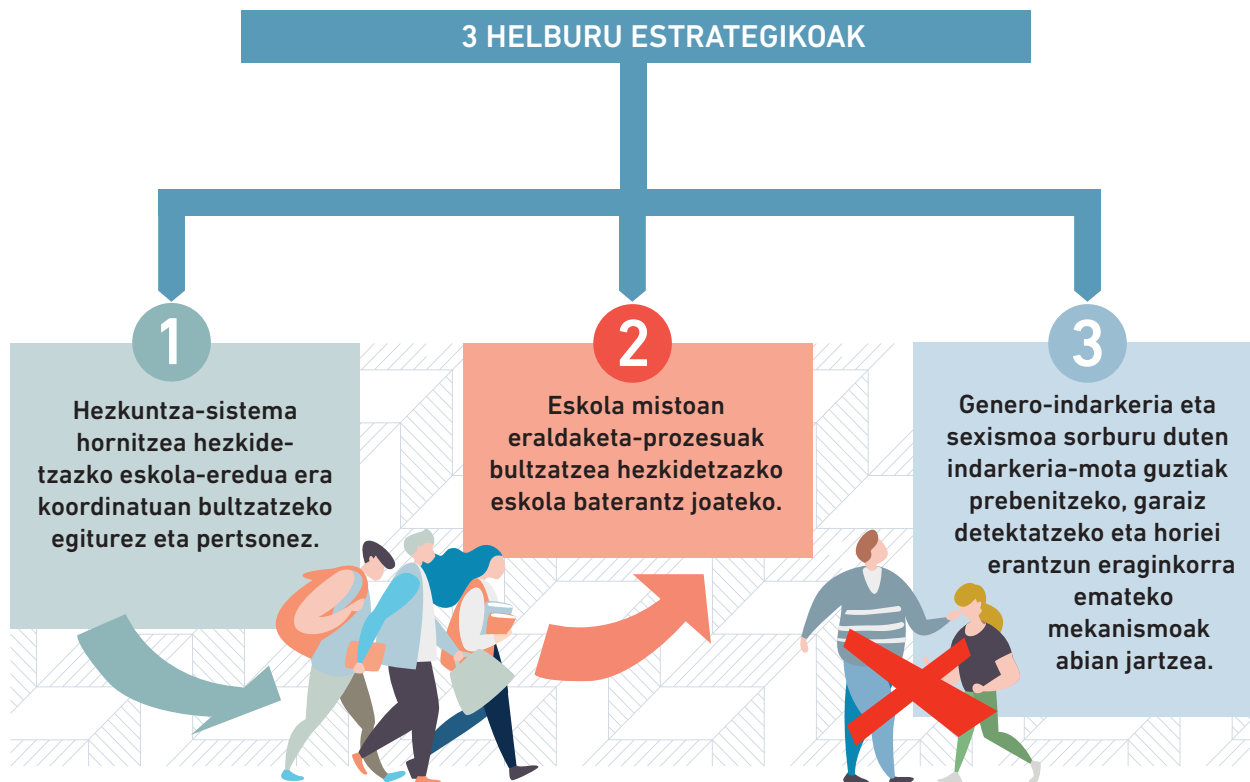 3 HELBURU ESTRATEGIKOAK
1
Hezkuntza-sistema
hornitzea hezkide-
tzazko eskola-eredua era
koordinatuan bultzatzeko
egiturez eta pertsonez.
2
Eskola mistoan
eraldaketa-prozesuak
bultzatzea hezkidetzazko
eskola baterantz joateko.
3
Genero-indarkeria eta
sexismoa sorburu duten
indarkeria-mota guztiak
prebenitzeko, garaiz
detektatzeko eta horiei
erantzun eraginkorra
emateko
mekanismoak
abian jartzea.